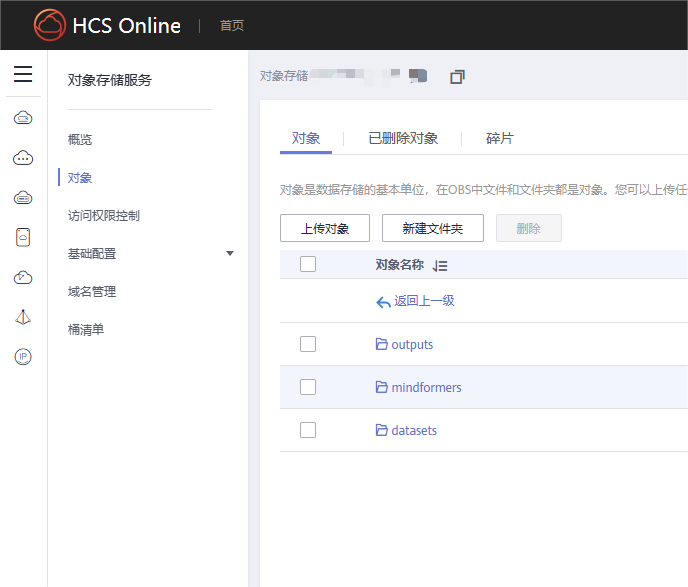 HCS Online
首页
对象存储服务
概览
对象
访问权限控制
基础配置
域名管理
桶清单
IP
对象存储
对象
已删除对象
碎片
对象是数据存储的基本单位，在OBS中文件和文件夹都是对象。您可以上传任
上传对象
新建文件夹
删除
对象名称
返回上一级
outputs
mindformers
datasets